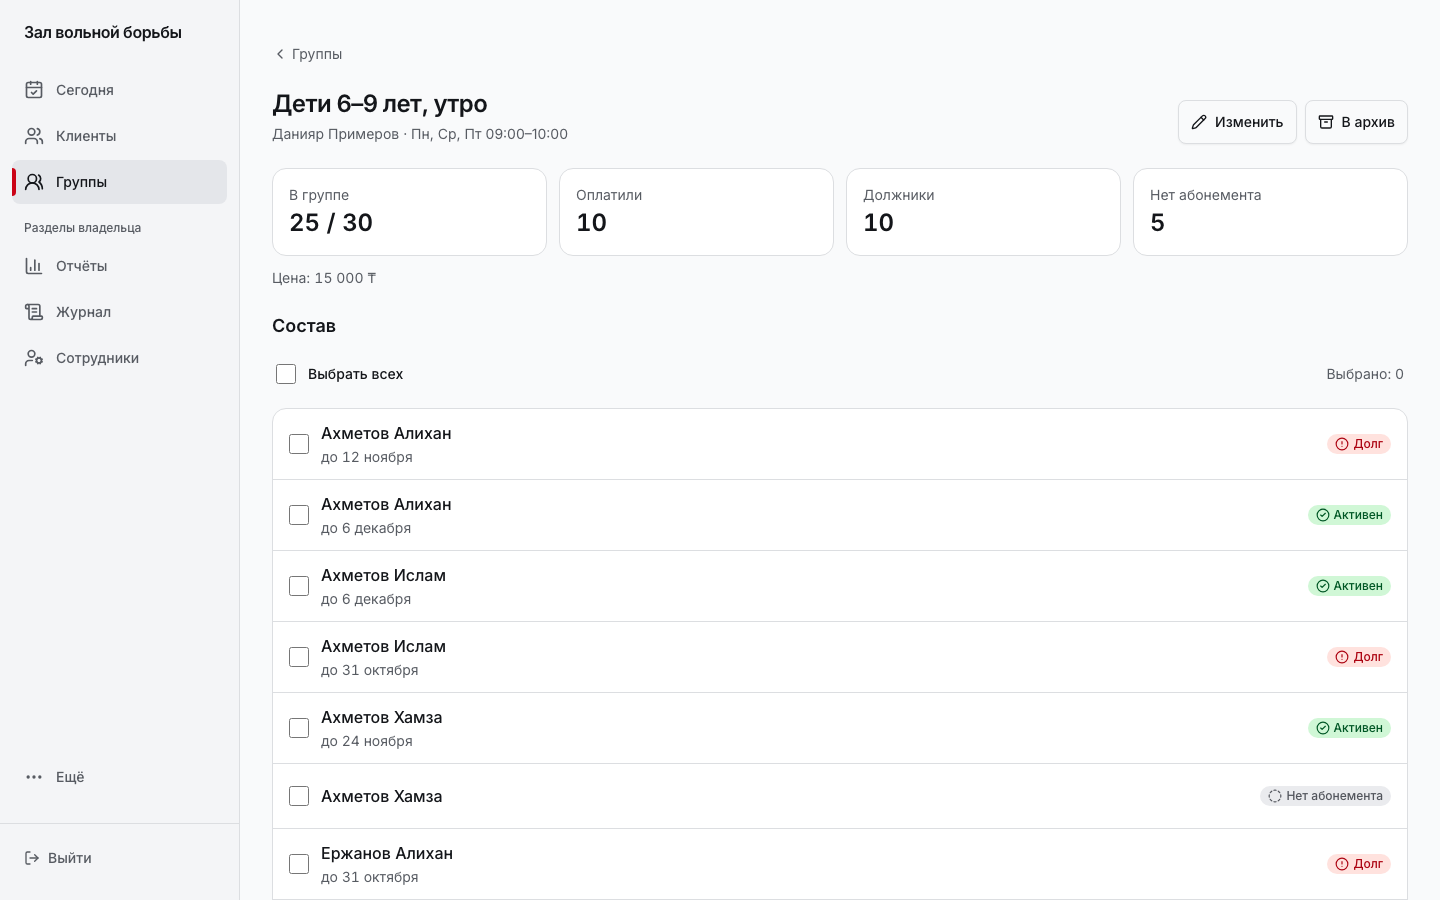 Зал вольной борьбы
Сегодня
Клиенты
Группы
Разделы владельца
Отчёты
Журнал
Сотрудники
Ещё
Выйти
Группы
Дети 6–9 лет, утро
Данияр Примеров · Пн, Ср, Пт 09:00–10:00
Изменить
В архив
В группе
25 / 30
Оплатили
10
Должники
10
Нет абонемента
5
Цена: 15 000 ₸
Состав
Выбрать всех
Выбрано: 0
Ахметов Алихан
до 12 ноября
Долг
Ахметов Алихан
до 6 декабря
Активен
Ахметов Ислам
до 6 декабря
Активен
Ахметов Ислам
до 31 октября
Долг
Ахметов Хамза
до 24 ноября
Активен
Ахметов Хамза
Нет абонемента
Ержанов Алихан
до 31 октября
Долг